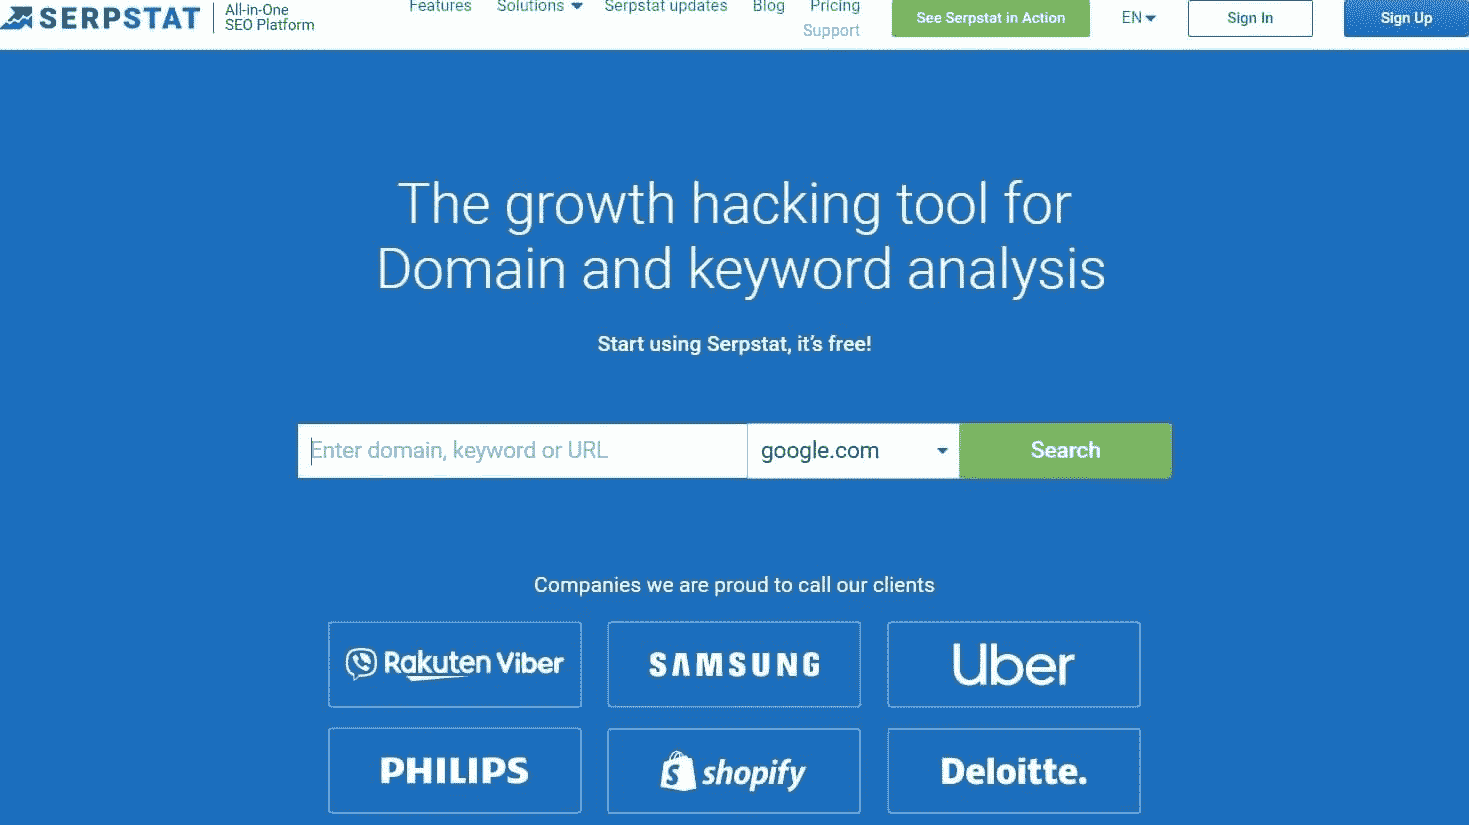 SERPSTAT
All-in-One
SEO Platform
Features Solutions Serpstat updates Blog Pricing
Support
See Serpstat in Action
EN
Sign In
Sign Up
The growth hacking tool for
Domain and keyword analysis
Start using Serpstat, it's free!
Enter domain, keyword or URL
google.com
Search
Companies we are proud to call our clients
Rakuten Viber
SAMSUNG
Uber
PHILIPS
shopify
Deloitte.